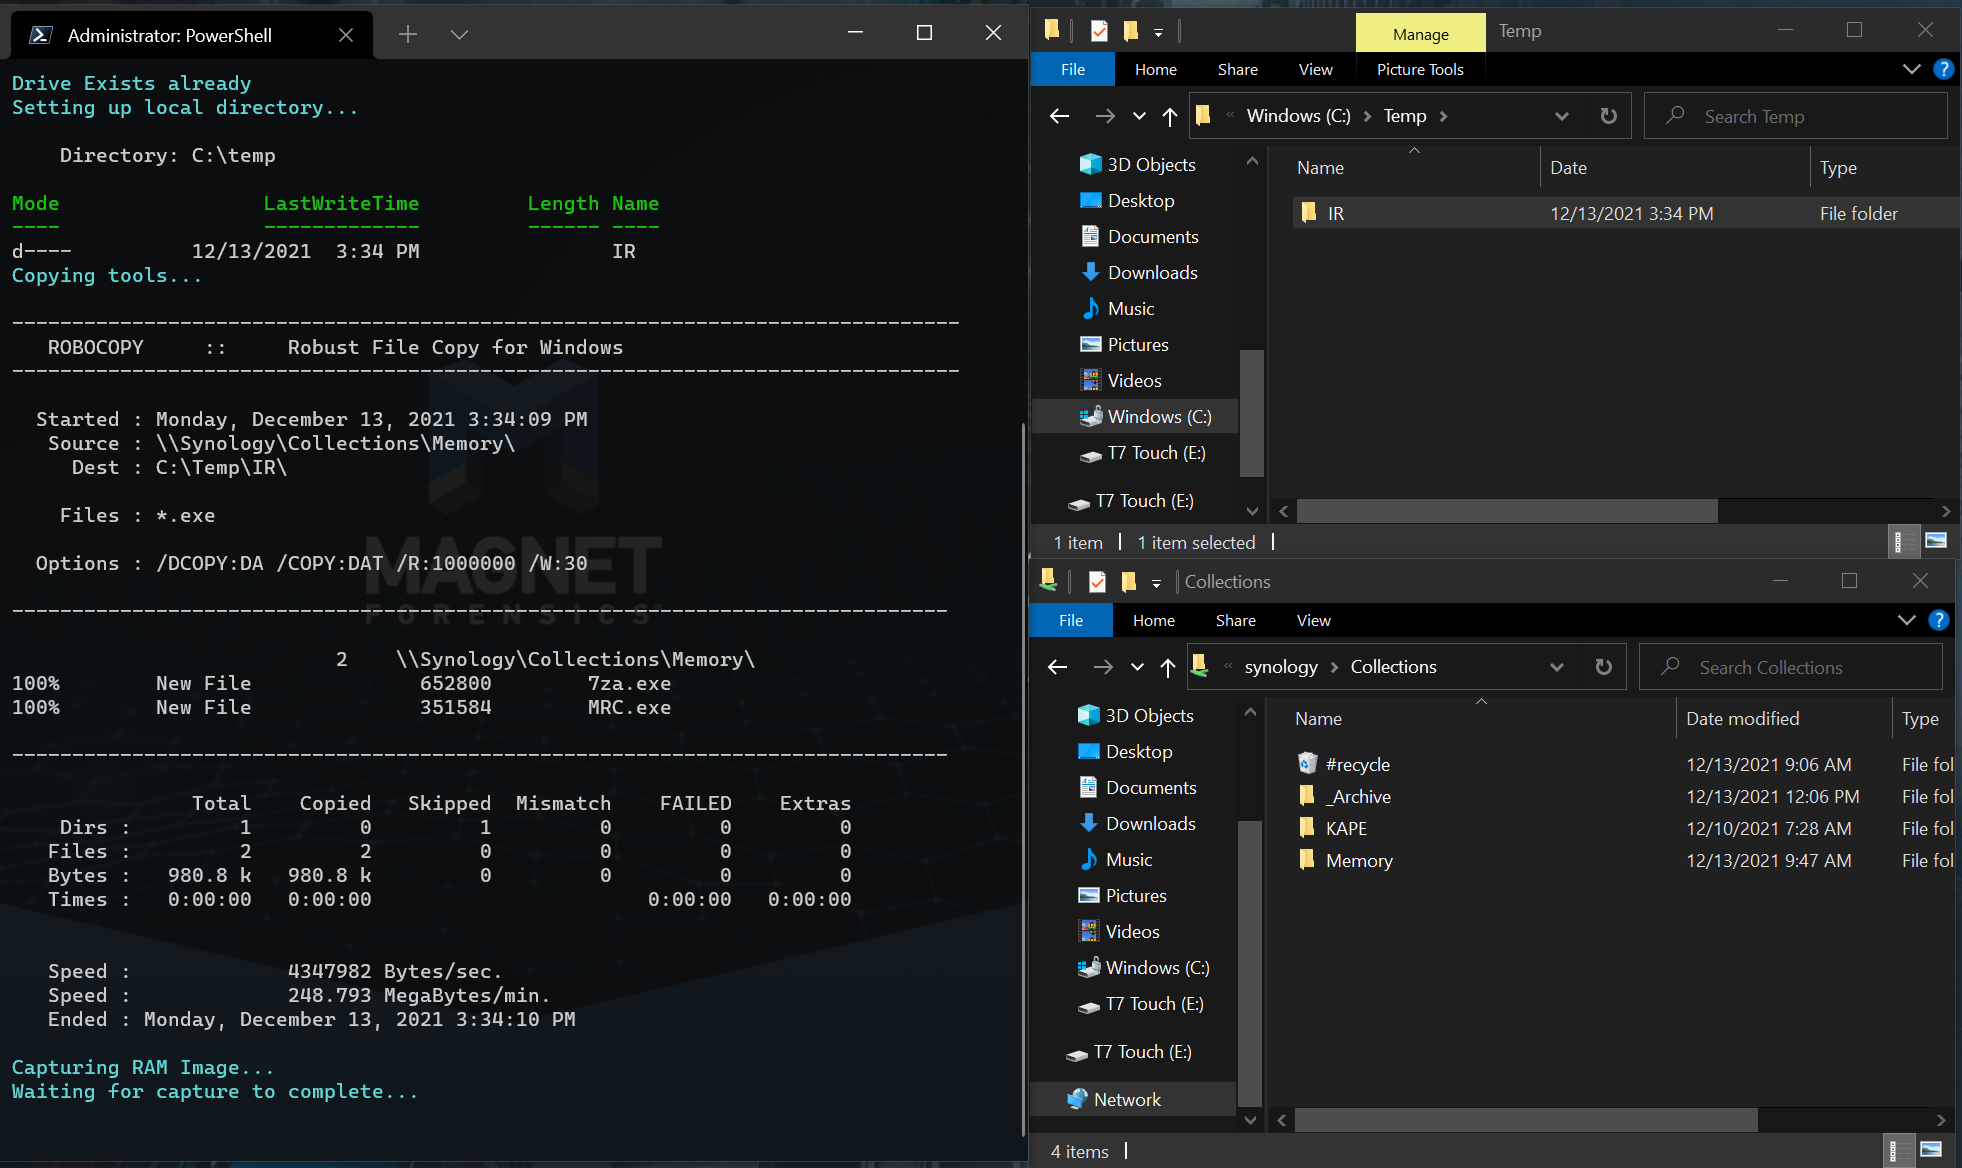 Administrator: PowerShell
Drive Exists already
Setting up local directory...
Directory: C:\temp
Mode LastWriteTime Length Name
---- ------------- ------ ----
d---- 12/13/2021 3:34 PM IR
Copying tools...
-------------------------------------------------------------------------------
ROBOCOPY :: Robust File Copy for Windows
-------------------------------------------------------------------------------
Started : Monday, December 13, 2021 3:34:09 PM
Source : \\Synology\Collections\Memory\
Dest : C:\Temp\IR\
Files : *.exe
Options : /DCOPY:DA /COPY:DAT /R:1000000 /W:30
MAGNET
FORENSICS
------------------------------------------------------------------------------
2 \\Synology\Collections\Memory\
100% New File 652800 7za.exe
100% New File 351584 MRC.exe
------------------------------------------------------------------------------
Total Copied Skipped Mismatch FAILED Extras
Dirs : 1 0 1 0 0 0
Files : 2 2 0 0 0 0
Bytes : 980.8 k 980.8 k 0 0 0 0
Times : 0:00:00 0:00:00 0:00:00 0:00:00
Speed : 4347982 Bytes/sec.
Speed : 248.793 MegaBytes/min.
Ended : Monday, December 13, 2021 3:34:10 PM
Capturing RAM Image...
Waiting for capture to complete...
Manage Temp
File Home Share View Picture Tools
« Windows (C:) > Temp > Search Temp
Name Date Type
3D Objects
Desktop
Documents
Downloads
Music
Pictures
Videos
Windows (C:)
T7 Touch (E:)
T7 Touch (E:)
IR 12/13/2021 3:34 PM File folder
1 item 1 item selected
Collections
File Home Share View
« synology > Collections Search Collections
Name Date modified Type
3D Objects
Desktop
Documents
Downloads
Music
Pictures
Videos
Windows (C:)
T7 Touch (E:)
T7 Touch (E:)
Network
#recycle 12/13/2021 9:06 AM File fol
_Archive 12/13/2021 12:06 PM File fol
KAPE 12/10/2021 7:28 AM File fol
Memory 12/13/2021 9:47 AM File fol
4 items